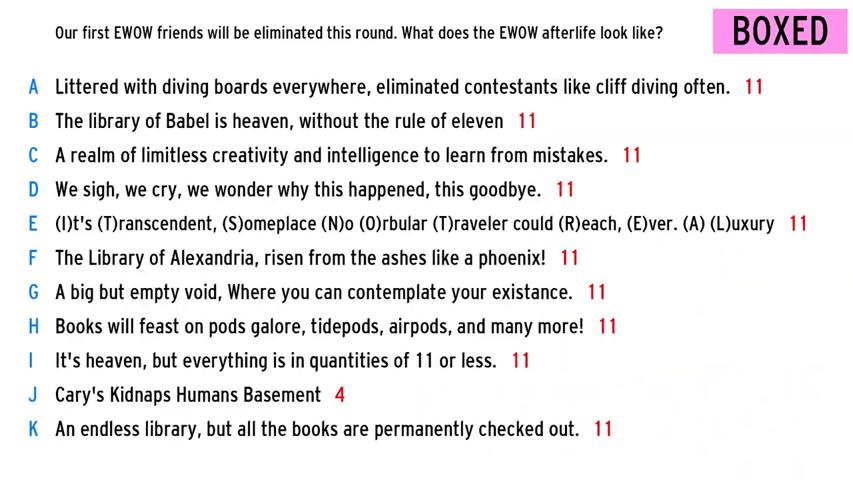 Our first EWOW friends will be eliminated this round. What does the EWOW afterlife look like?
BOXED
A Littered with diving boards everywhere, eliminated contestants like cliff diving often. 11
B The library of Babel is heaven, without the rule of eleven 11
C A realm of limitless creativity and intelligence to learn from mistakes. 11
D We sigh, we cry, we wonder why this happened, this goodbye. 11
E (I)t's (T)ranscendent, (S)omeplace (N)o (O)rbular (T)raveler could (R)each, (E)ver. (A) (L)uxury 11
F The Library of Alexandria, risen from the ashes like a phoenix! 11
G A big but empty void, Where you can contemplate your existance. 11
H Books will feast on pods galore, tidepods, airpods, and many more! 11
I It's heaven, but everything is in quantities of 11 or less. 11
J Cary's Kidnaps Humans Basement 4
K An endless library, but all the books are permanently checked out. 11